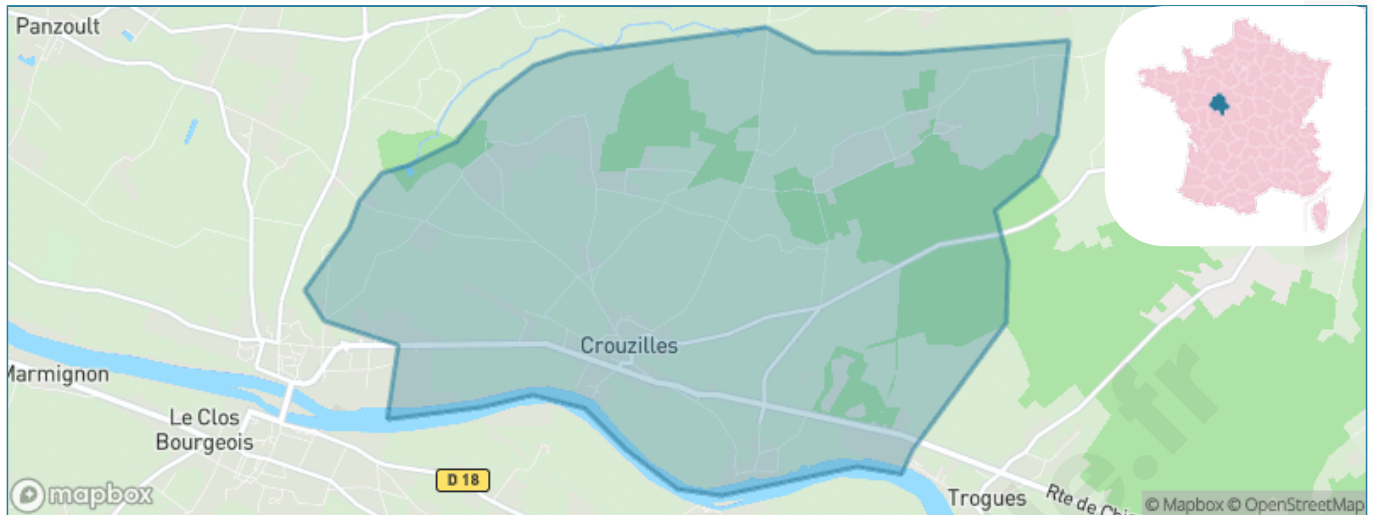 Panzoult
Crouzilles
Marmignon
Le Clos
Bourgeois
D 18
Trogues
Rte de Chi
mapbox
© Mapbox © OpenStreetMap